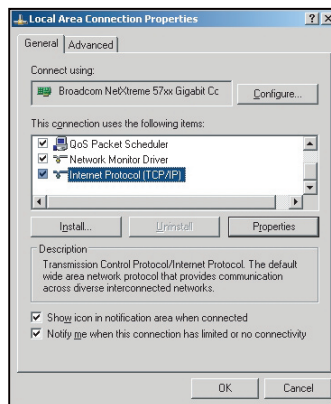 Local Area Connection Properties
General Advanced
Connect using:
Broadcom NetXtreme 57xx Gigabit Cc
Configure...
This connection uses the following items:
QoS Packet Scheduler
Network Monitor Driver
Internet Protocol (TCP/IP)
Install... Uninstall Properties
Description
Transmission Control Protocol/Internet Protocol. The default
wide area network protocol that provides communication
across diverse interconnected networks.
Show icon in notification area when connected
Notify me when this connection has limited or no connectivity
OK Cancel